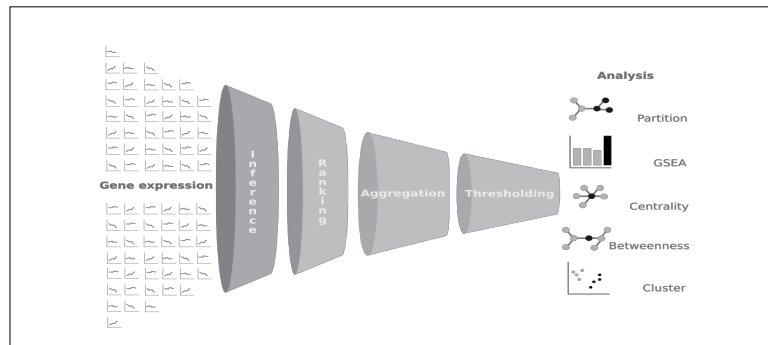 Gene expression
Inference
Ranking
Aggregation
Thresholding
Analysis
Partition
GSEA
Centrality
Betweenness
Cluster